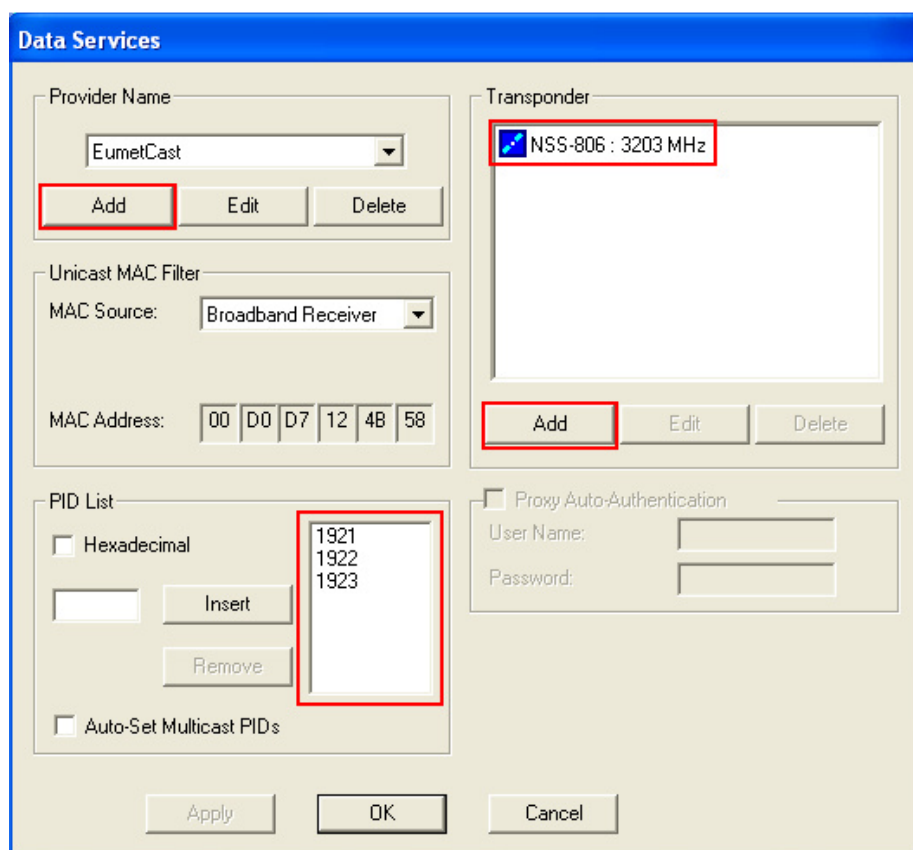 Data Services
Provider Name
EumetCast
Add Edit Delete
Unicast MAC Filter
MAC Source: Broadband Receiver
MAC Address: 00 D0 D7 12 4B 58
PID List
Hexadecimal
1921
1922
1923
Insert
Remove
Auto-Set Multicast PIDs
Transponder
NSS-806 : 3203 MHz
Add Edit Delete
Proxy Auto-Authentication
User Name:
Password:
Apply OK Cancel